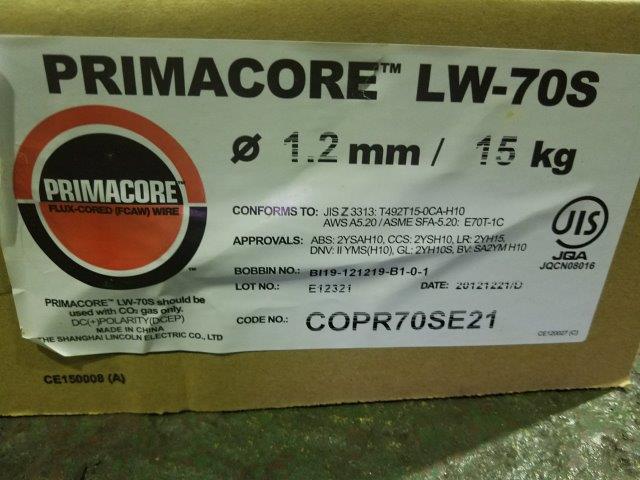 PRIMACORE™ LW-70S
Ø 1.2 mm / 15 kg
PRIMACORE™
FLUX-CORED (FCAW) WIRE
CONFORMS TO: JIS Z 3313: T492T15-0CA-H10
AWS A5.20 / ASME SFA-5.20: E70T-1C
APPROVALS: ABS: 2YSAH10, CCS: 2YSH10, LR: 2YH15,
DNV: II YMS(H10), GL: 2YH10S, BV: SA2YM H10
JIS
JQA
JQCN08016
BOBBIN NO.: BI19-121219-B1-0-1
LOT NO.: E12321 DATE: 20121221/D
CODE NO.: COPR70SE21
PRIMACORE™ LW-70S should be
used with CO₂ gas only.
DC(+)POLARITY(DCEP)
MADE IN CHINA
THE SHANGHAI LINCOLN ELECTRIC CO., LTD
CE120027 (C)
CE150008 (A)